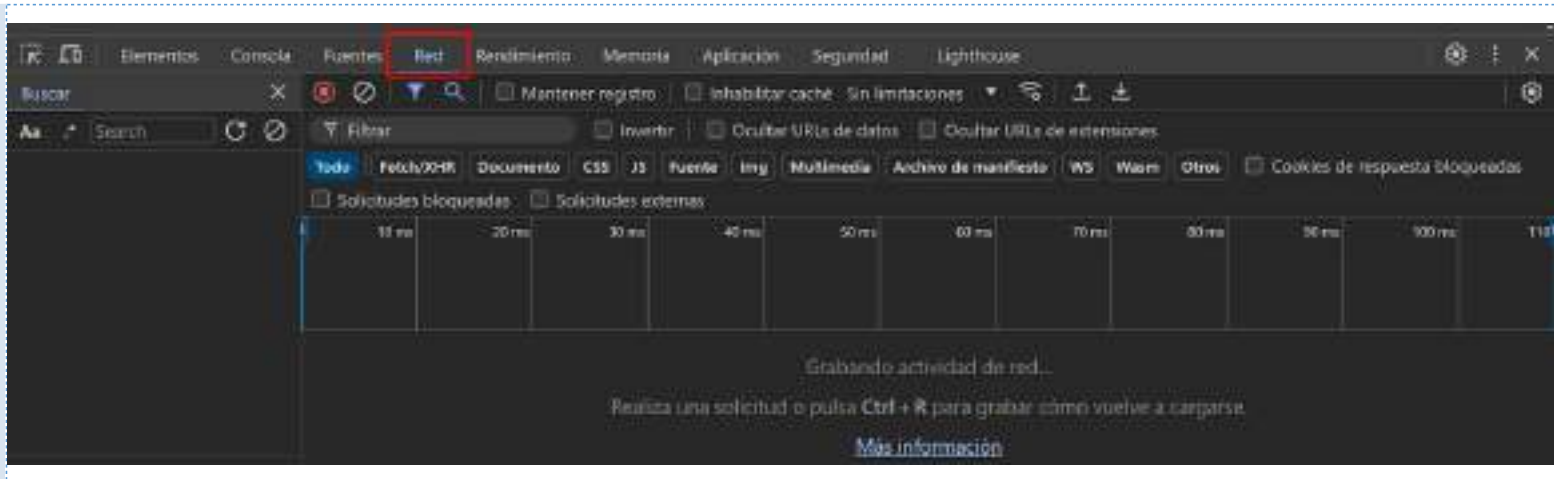 Elementos Consola Fuentes Red Rendimiento Memoria Aplicación Seguridad Lighthouse
Buscar Mantener registro Inhabilitar caché Sin limitaciones
Aa .* Search Filtrar Invertir Ocultar URLs de datos Ocultar URLs de extensiones
Todo Fetch/XHR Documento CSS JS Fuente Img Multimedia Archivo de manifiesto WS Wasm Otros Cookies de respuesta bloqueadas
Solicitudes bloqueadas Solicitudes externas
10 ms 20 ms 30 ms 40 ms 50 ms 60 ms 70 ms 80 ms 90 ms 100 ms 110
Grabando actividad de red...
Realiza una solicitud o pulsa Ctrl + R para grabar cómo vuelve a cargarse.
Más información